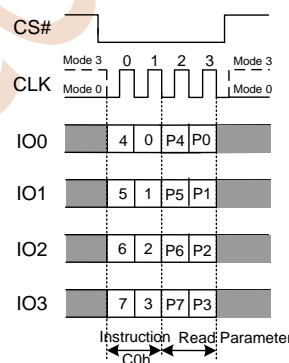 CS#
Mode 3 0 1 2 3 Mode 3
CLK
Mode 0 Mode 0
IO0 4 0 P4 P0
IO1 5 1 P5 P1
IO2 6 2 P6 P2
IO3 7 3 P7 P3
Instruction Read Parameter
C0h